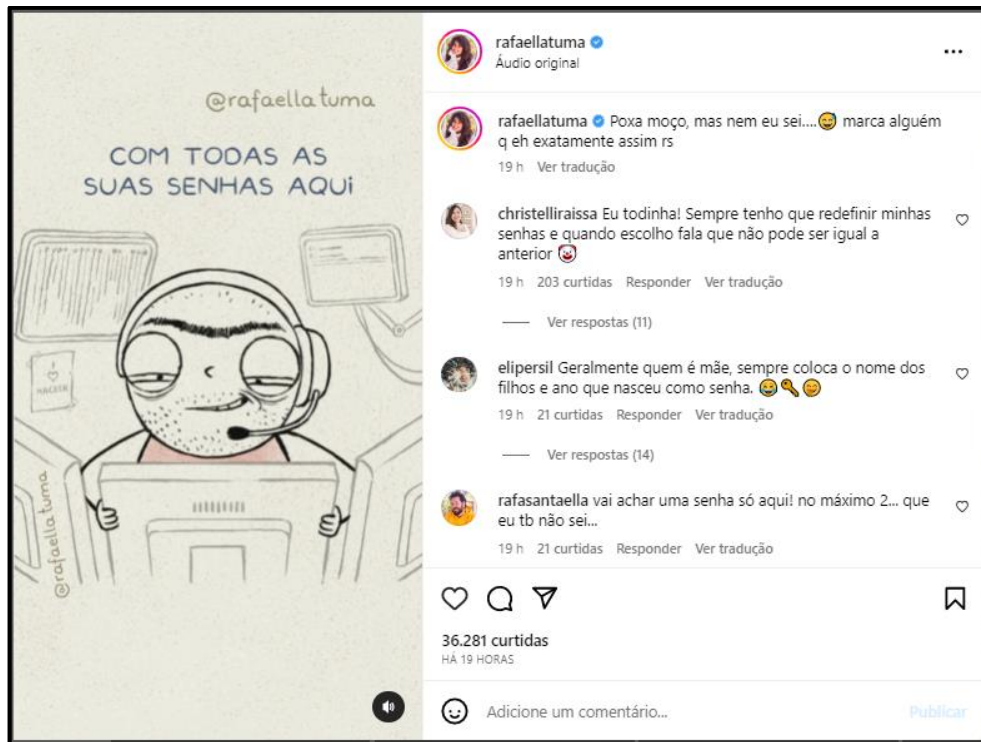 @rafaellatuma
COM TODAS AS
SUAS SENHAS AQUi
I
HACKER
@rafaellatuma
rafaellatuma
Áudio original
rafaellatuma Poxa moço, mas nem eu sei....😅 marca alguém
q eh exatamente assim rs
19 h Ver tradução
christelliraissa Eu todinha! Sempre tenho que redefinir minhas
senhas e quando escolho fala que não pode ser igual a
anterior 🤡
19 h 203 curtidas Responder Ver tradução
Ver respostas (11)
elipersil Geralmente quem é mãe, sempre coloca o nome dos
filhos e ano que nasceu como senha. 😂🔑😊
19 h 21 curtidas Responder Ver tradução
Ver respostas (14)
rafasantaella vai achar uma senha só aqui! no máximo 2... que
eu tb não sei...
19 h 21 curtidas Responder Ver tradução
36.281 curtidas
HÁ 19 HORAS
Adicione um comentário...
Publicar